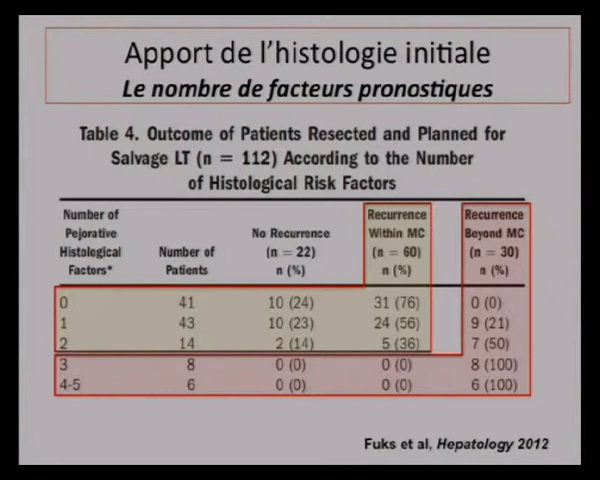 Apport de l'histologie initiale
Le nombre de facteurs pronostiques
Table 4. Outcome of Patients Resected and Planned for
Salvage LT (n = 112) According to the Number
of Histological Risk Factors
Number of Pejorative Histological Factors* Number of Patients No Recurrence (n = 22) n (%) Recurrence Within MC (n = 60) n (%) Recurrence Beyond MC (n = 30) n (%)
0 41 10 (24) 31 (76) 0 (0)
1 43 10 (23) 24 (56) 9 (21)
2 14 2 (14) 5 (36) 7 (50)
3 8 0 (0) 0 (0) 8 (100)
4-5 6 0 (0) 0 (0) 6 (100)
Fuks et al, Hepatology 2012